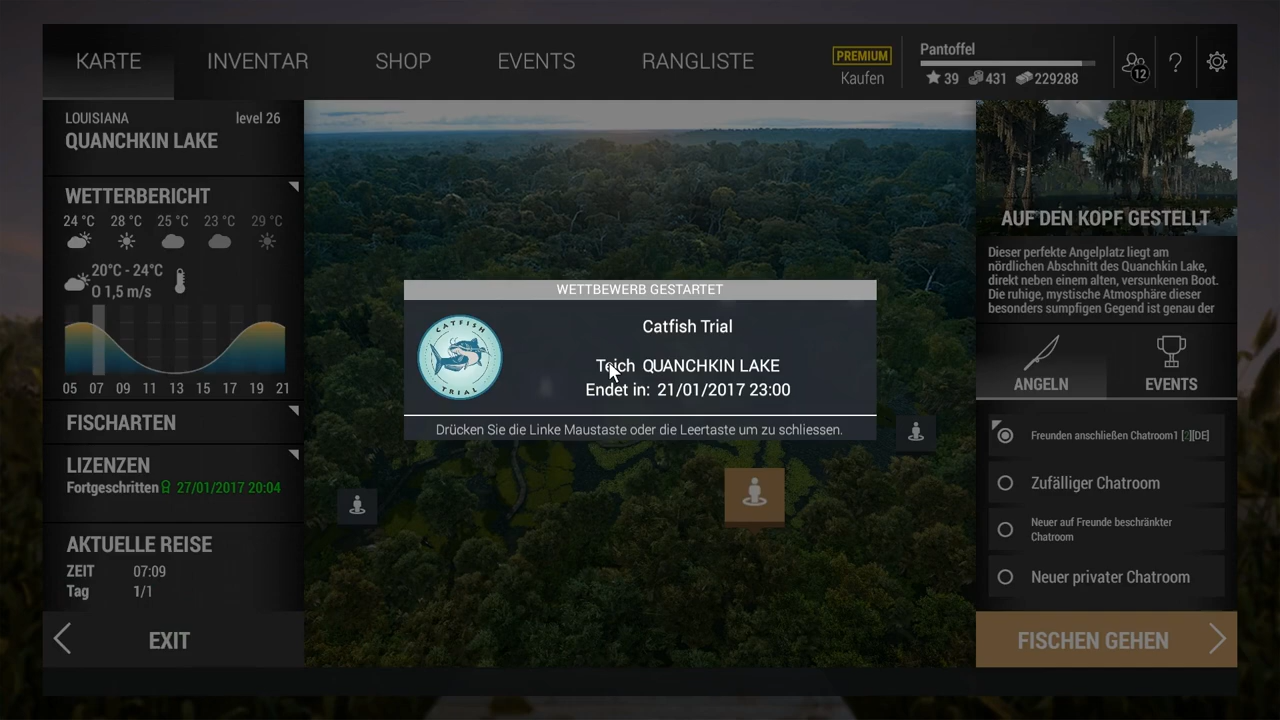 KARTE
INVENTAR
SHOP
EVENTS
RANGLISTE
PREMIUM
Kaufen
Pantoffel
39 431 229288
12
?
LOUISIANA level 26
QUANCHKIN LAKE
WETTERBERICHT
24 °C 28 °C 25 °C 23 °C 29 °C
20°C - 24°C
O 1,5 m/s
05 07 09 11 13 15 17 19 21
FISCHARTEN
LIZENZEN
Fortgeschritten 27/01/2017 20:04
AKTUELLE REISE
ZEIT 07:09
Tag 1/1
EXIT
WETTBEWERB GESTARTET
CATFISH
TRIAL
Catfish Trial
Teich QUANCHKIN LAKE
Endet in: 21/01/2017 23:00
Drücken Sie die Linke Maustaste oder die Leertaste um zu schliessen.
AUF DEN KOPF GESTELLT
Dieser perfekte Angelplatz liegt am
nördlichen Abschnitt des Quanchkin Lake,
direkt neben einem alten, versunkenen Boot.
Die ruhige, mystische Atmosphäre dieser
besonders sumpfigen Gegend ist genau der
ANGELN
EVENTS
Freunden anschließen Chatroom1 [2][DE]
Zufälliger Chatroom
Neuer auf Freunde beschränkter
Chatroom
Neuer privater Chatroom
FISCHEN GEHEN